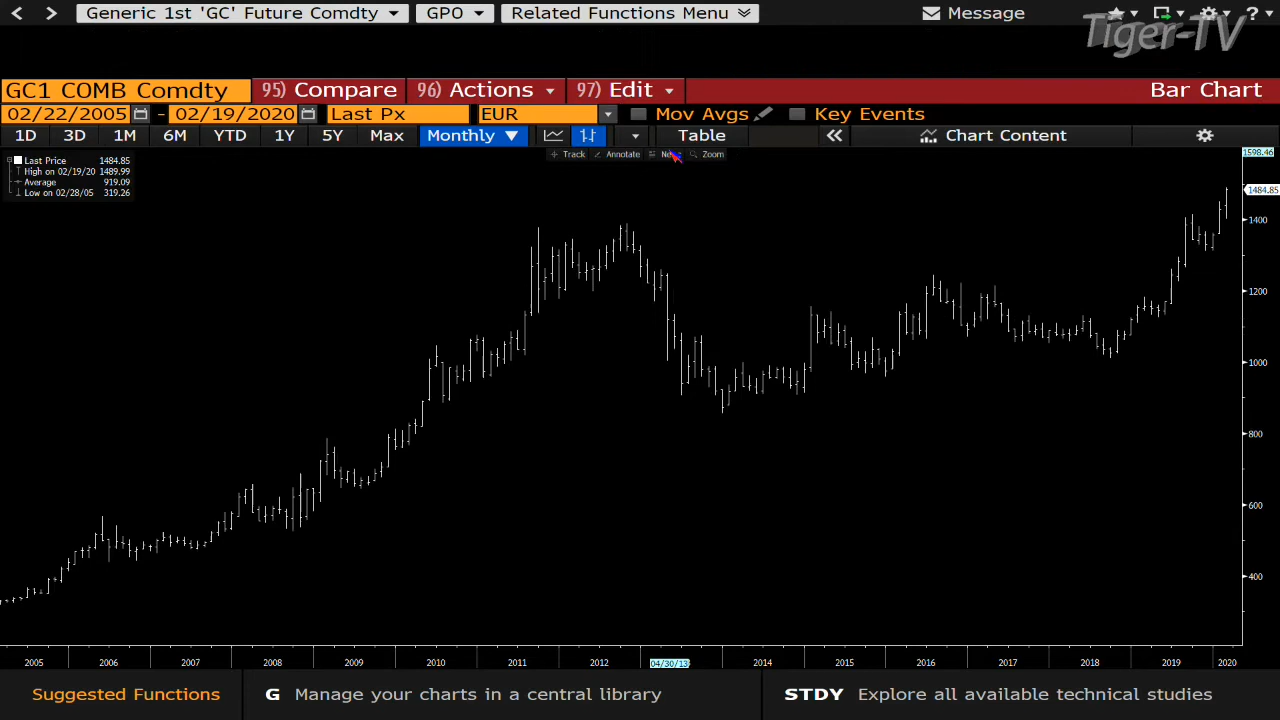 Generic 1st 'GC' Future Comdty GPO Related Functions Menu Message ?
Tiger-TV
GC1 COMB Comdty 95) Compare 96) Actions 97) Edit Bar Chart
02/22/2005 - 02/19/2020 Last Px EUR Mov Avgs Key Events
1D 3D 1M 6M YTD 1Y 5Y Max Monthly Table Chart Content
Track Annotate Zoom
1598.46
Last Price 1484.85
High on 02/19/20 1489.99
Average 919.09
Low on 02/28/05 319.26
1484.85
1400
1200
1000
800
600
400
2005 2006 2007 2008 2009 2010 2011 2012 04/30/13 2014 2015 2016 2017 2018 2019 2020
Suggested Functions G Manage your charts in a central library STDY Explore all available technical studies